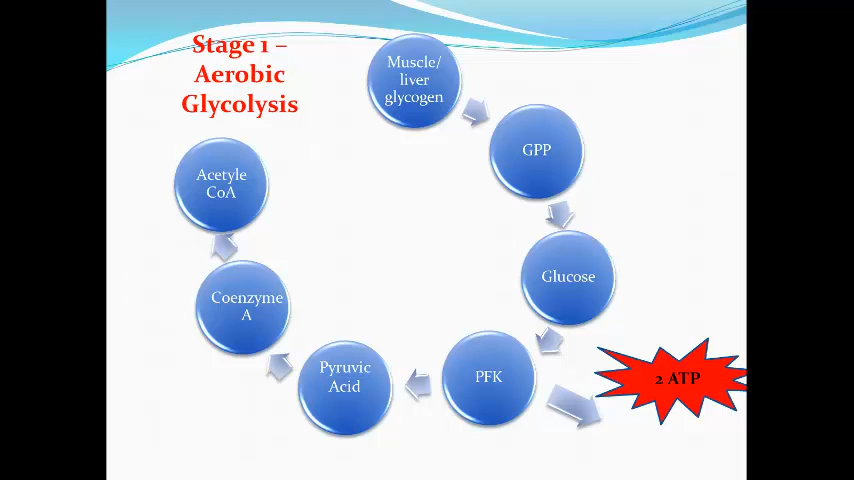 Stage 1 –
Aerobic
Glycolysis
Muscle/
liver
glycogen
GPP
Glucose
PFK
2 ATP
Pyruvic
Acid
Coenzyme
A
Acetyle
CoA